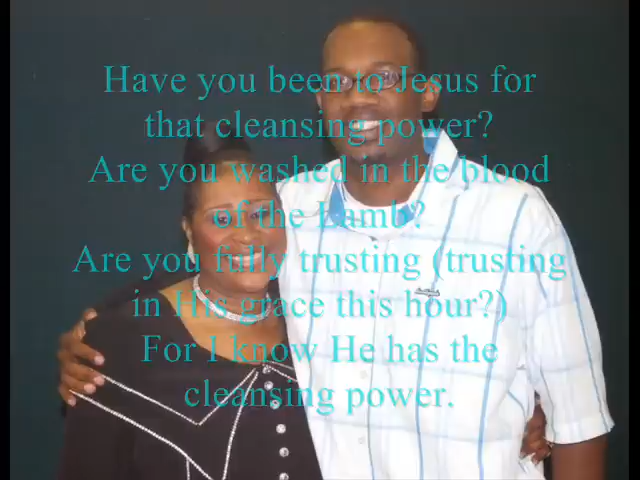 Have you been to Jesus for
that cleansing power?
Are you washed in the blood
of the Lamb?
Are you fully trusting (trusting
in His grace this hour?)
For I know He has the
cleansing power.